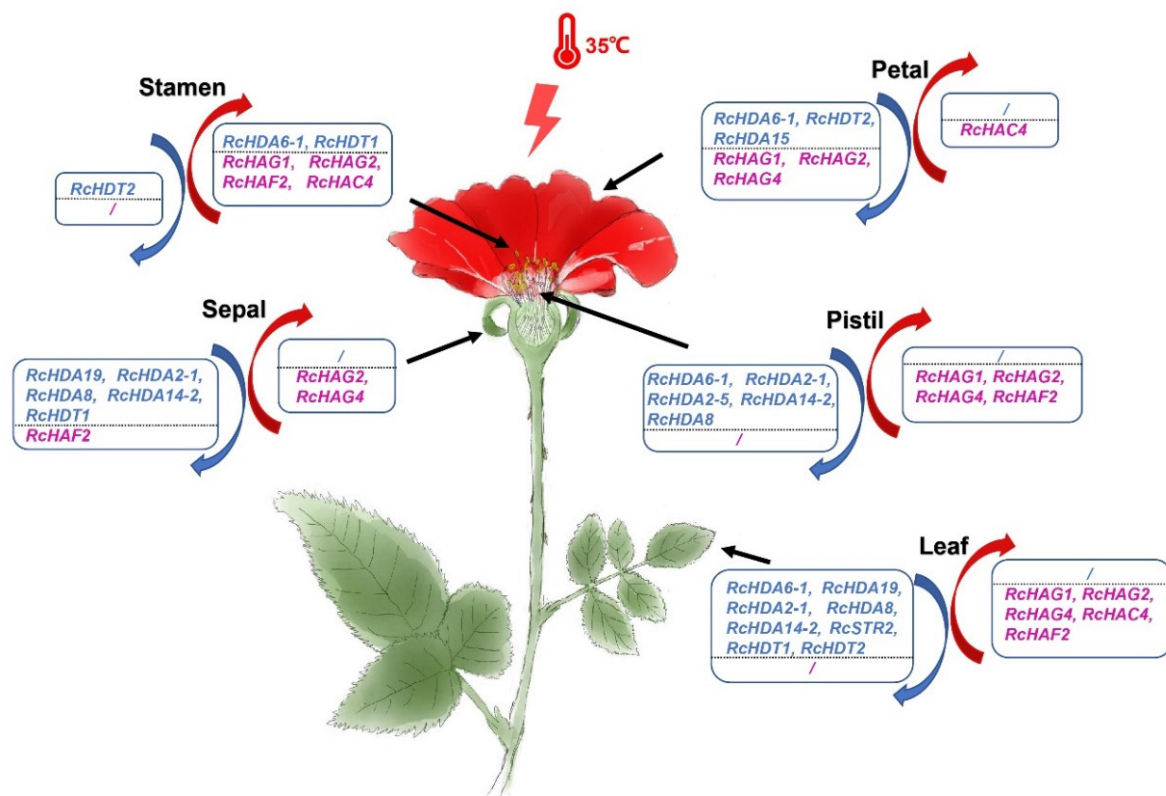 35℃
Stamen
RcHDA6-1, RcHDT1
RcHAG1, RcHAG2,
RcHAF2, RcHAC4
RcHDT2
/
Petal
RcHDA6-1, RcHDT2,
RcHDA15
RcHAG1, RcHAG2,
RcHAG4
/
RcHAC4
Sepal
RcHDA19, RcHDA2-1,
RcHDA8, RcHDA14-2,
RcHDT1
RcHAF2
/
RcHAG2,
RcHAG4
Pistil
RcHDA6-1, RcHDA2-1,
RcHDA2-5, RcHDA14-2,
RcHDA8
/
/
RcHAG1, RcHAG2,
RcHAG4, RcHAF2
Leaf
RcHDA6-1, RcHDA19,
RcHDA2-1, RcHDA8,
RcHDA14-2, RcSTR2,
RcHDT1, RcHDT2
/
/
RcHAG1, RcHAG2,
RcHAG4, RcHAC4,
RcHAF2